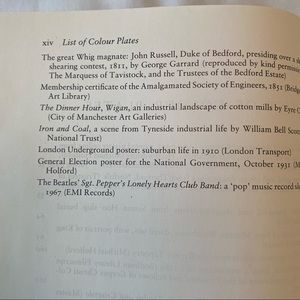 xiv List of Colour Plates
The great Whig magnate: John Russell, Duke of Bedford, presiding over a
shearing contest, 1811, by George Garrard (reproduced by kind
The Marquess of Tavistock, and the Trustees of the Bedford Estate)
Membership certificate of the Amalgamated Society of Engineers, 1851
Art Library)
The Dinner Hour, Wigan, an industrial landscape of cotton mills by Eyre
(City of Manchester Art Galleries)
Iron and Coal, a scene from Tyneside industrial life by William Bell
National Trust)
London Underground poster: suburban life in 1910 (London Transport)
General Election poster for the National Government, October 1931
Holford)
The Beatles' Sgt. Pepper's Lonely Hearts Club Band: a 'pop' music record
1967 (EMI Records)